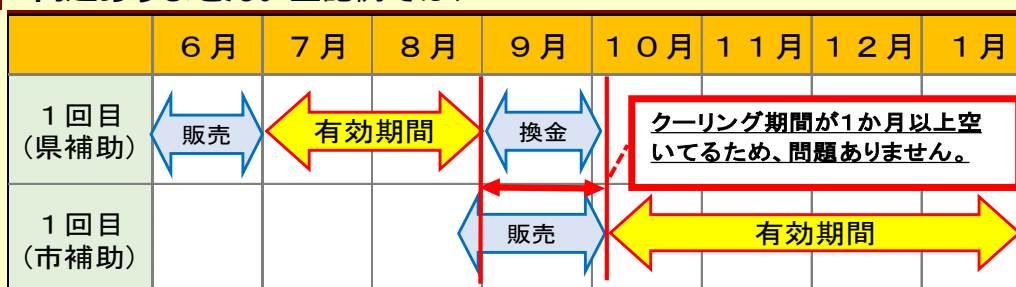 6月 7月 8月 9月 10月 11月 12月 1月
1回目
(県補助)
販売
有効期間
換金
クーリング期間が1か月以上空
いてるため、問題ありません。
1回目
(市補助)
販売
有効期間